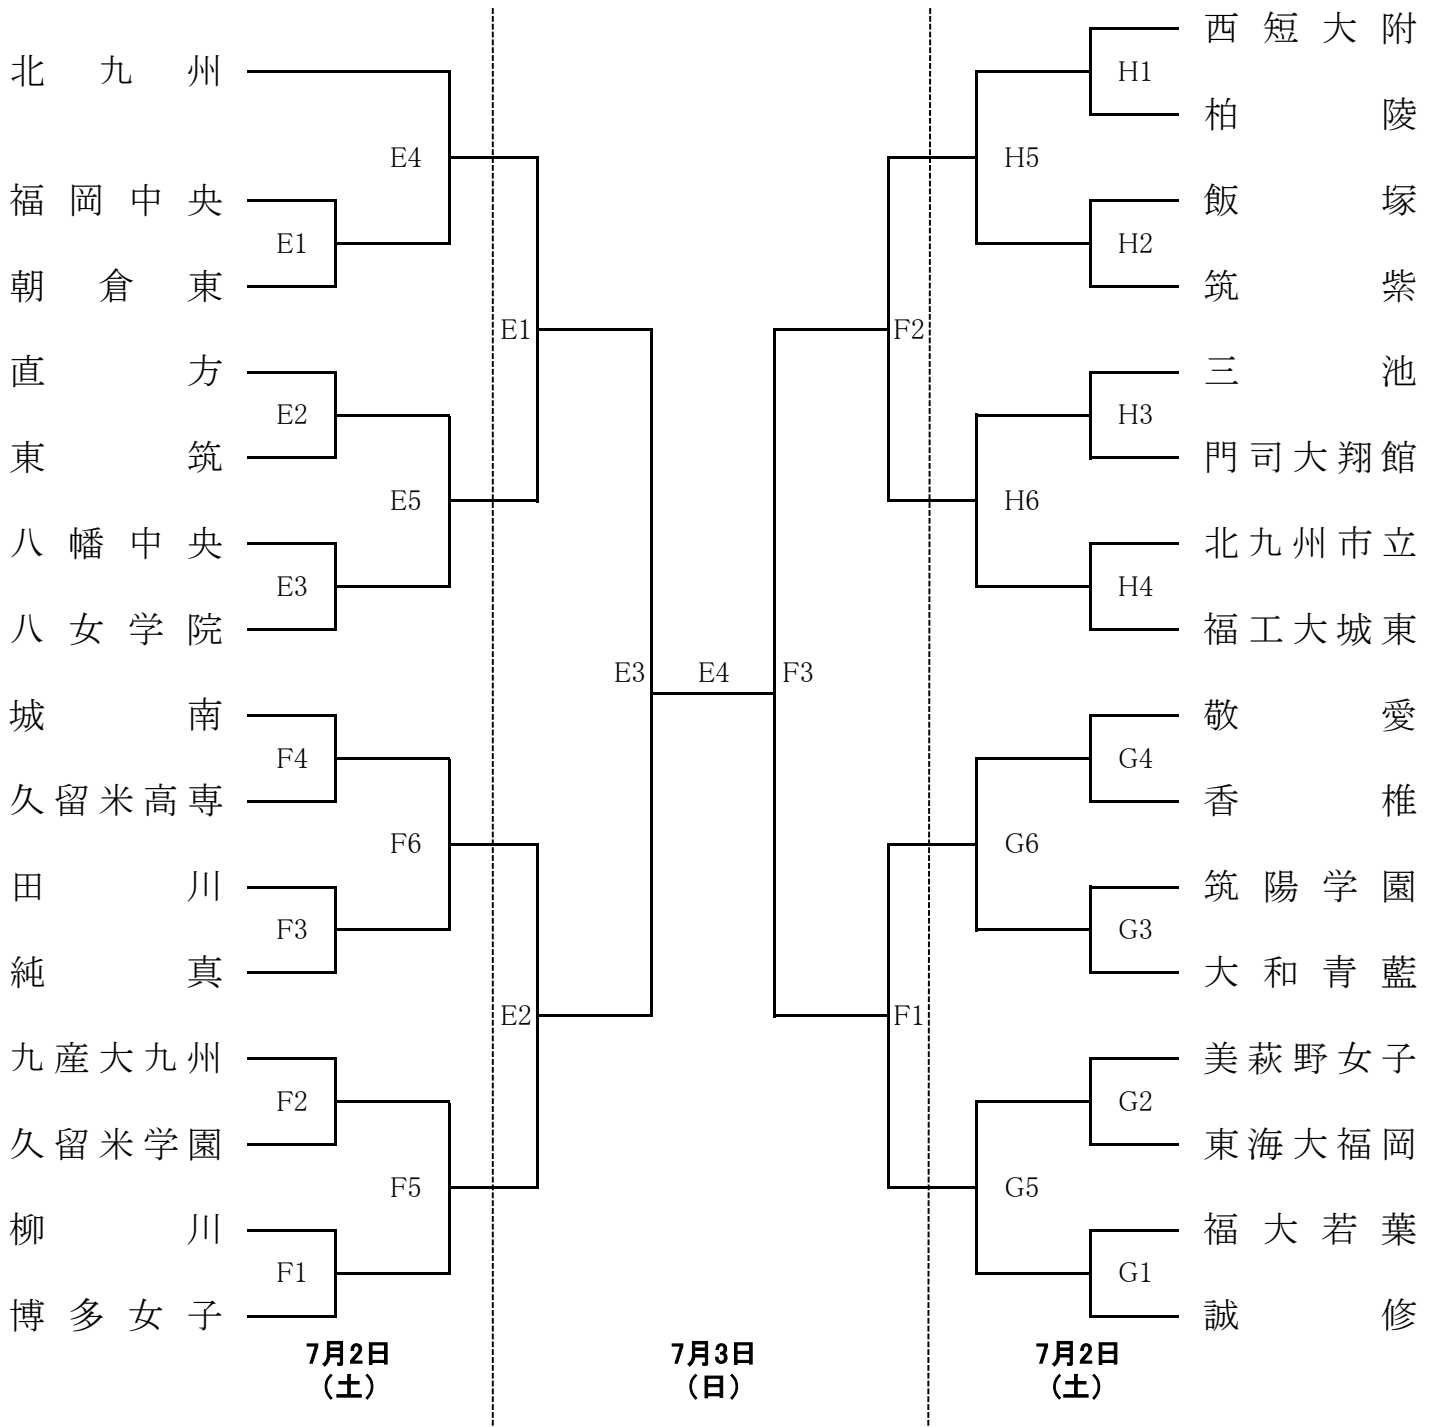 西短大附
北九州
H1
柏陵
E4
H5
福岡中央
飯塚
E1
H2
朝倉東
筑紫
E1
F2
直方
三池
E2
H3
東筑
門司大翔館
E5
H6
八幡中央
北九州市立
E3
H4
八女学院
福工大城東
E3
E4
F3
城南
敬愛
F4
G4
久留米高専
香椎
F6
G6
田川
筑陽学園
F3
G3
純真
大和青藍
E2
F1
九産大九州
美萩野女子
F2
G2
久留米学園
東海大福岡
F5
G5
柳川
福大若葉
F1
G1
博多女子
誠修
7月2日
（土）
7月3日
（日）
7月2日
（土）